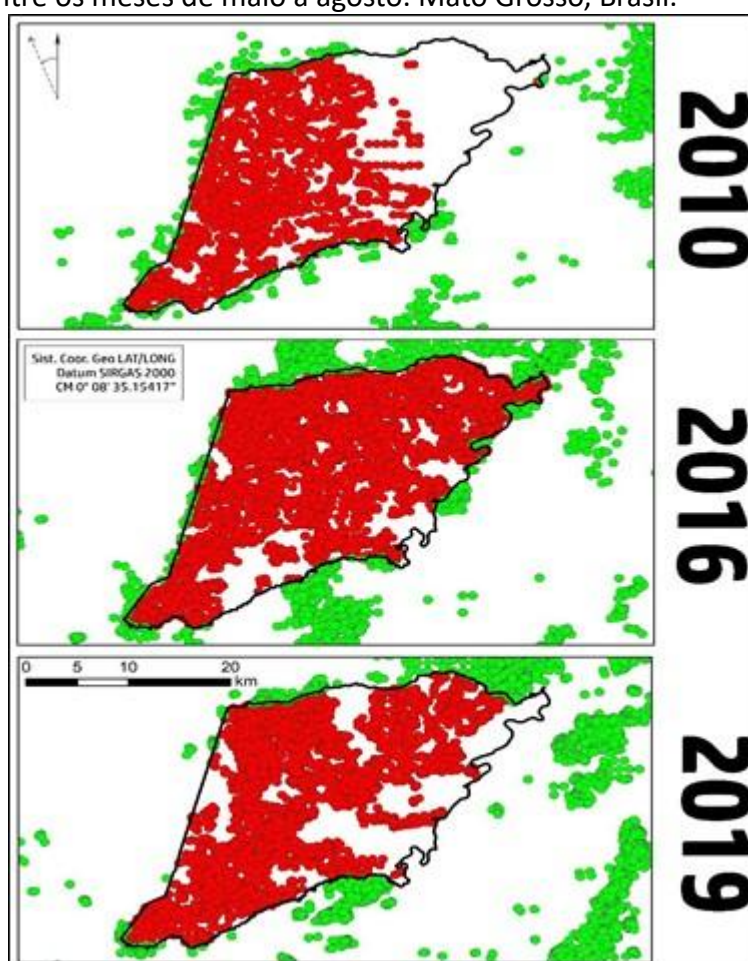 ntre os meses de maio a agosto. Mato Grosso, Brasil.
2010
Sist. Coor. Geo LAT/LONG
Datum SIRGAS 2000
CM 0° 08' 35.15417"
2016
0 5 10 20
km
2019